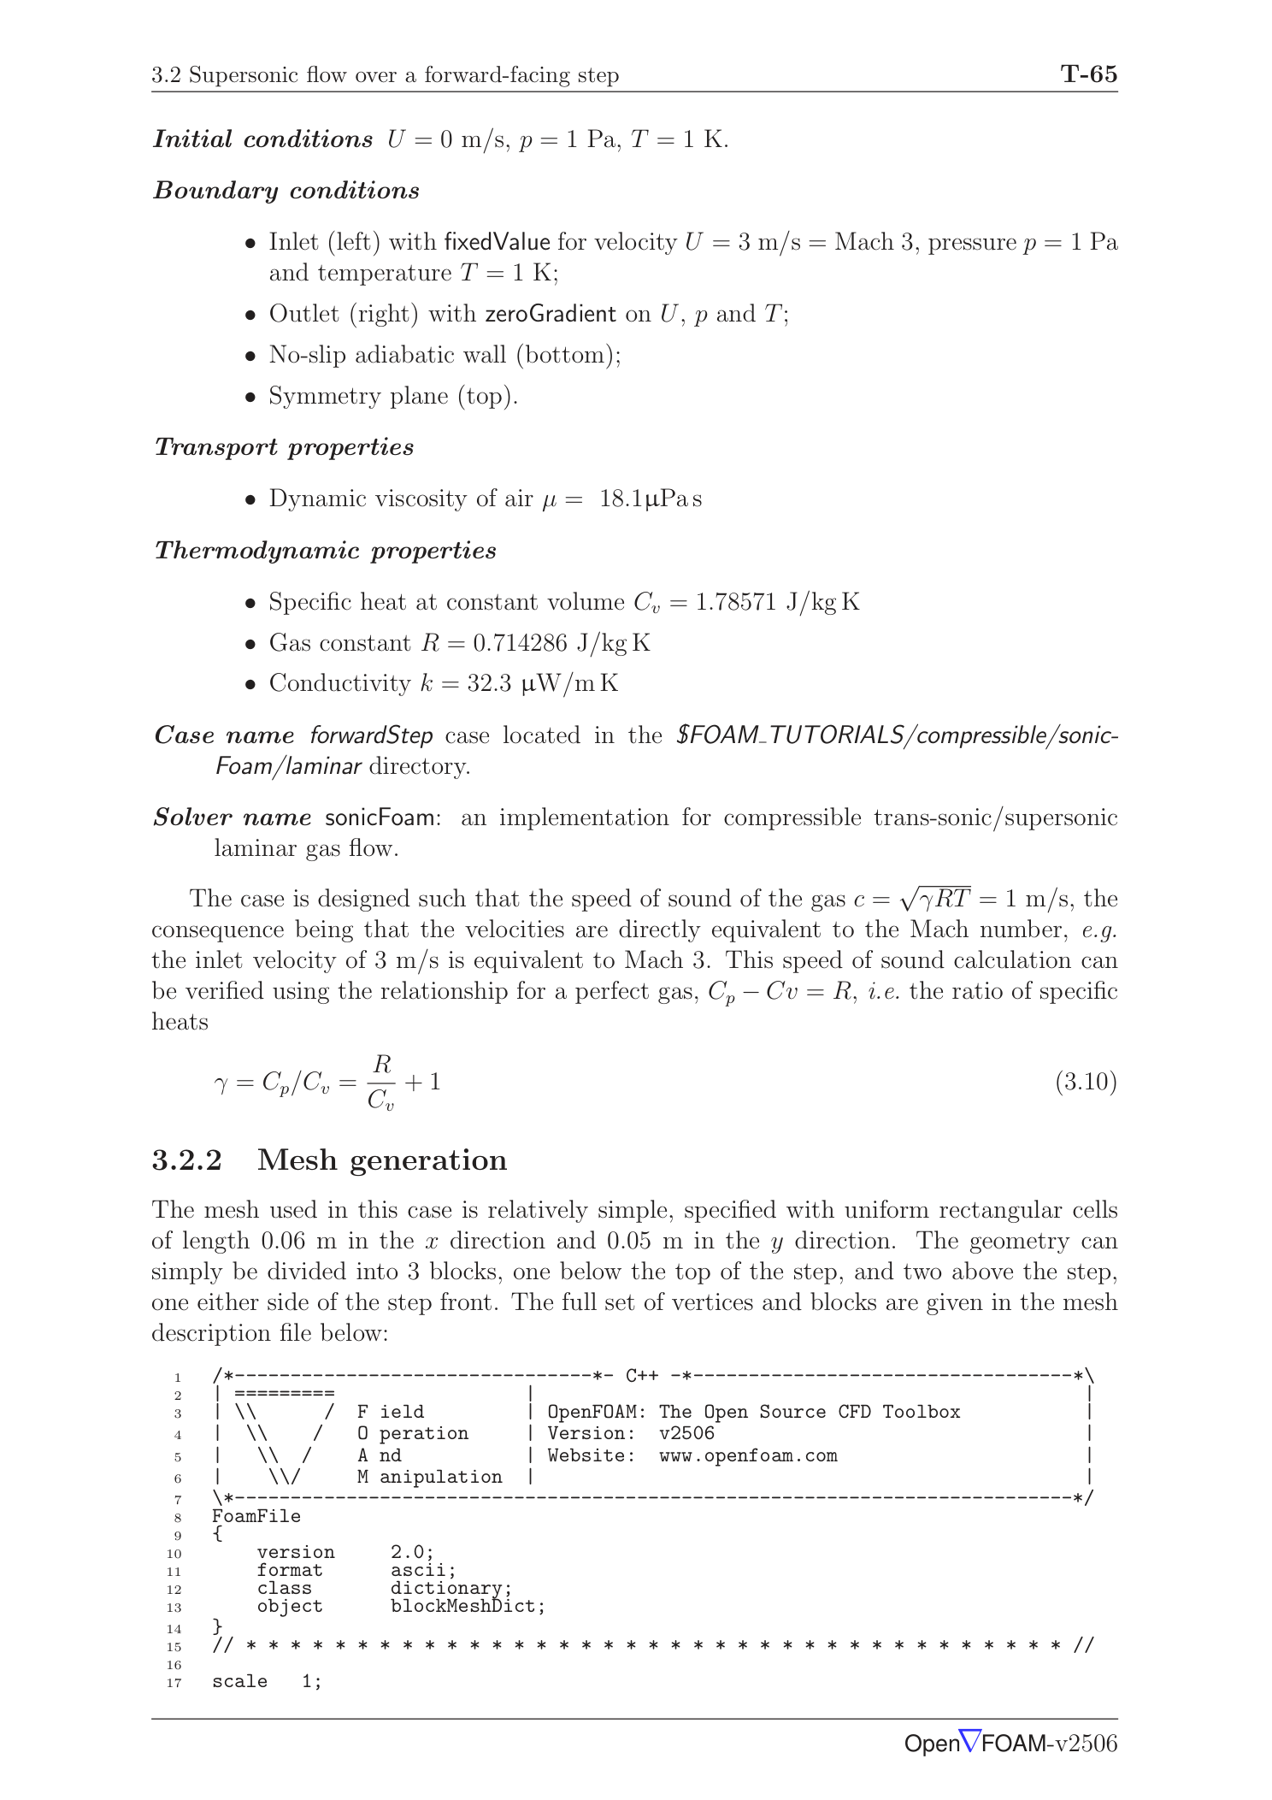 3.2 Supersonic flow over a forward-facing step T-65
Initial conditions U = 0 m/s, p = 1 Pa, T = 1 K.
Boundary conditions
• Inlet (left) with fixedValue for velocity U = 3 m/s = Mach 3, pressure p = 1 Pa
and temperature T = 1 K;
• Outlet (right) with zeroGradient on U, p and T;
• No-slip adiabatic wall (bottom);
• Symmetry plane (top).
Transport properties
• Dynamic viscosity of air μ = 18.1μPa s
Thermodynamic properties
• Specific heat at constant volume C_v = 1.78571 J/kg K
• Gas constant R = 0.714286 J/kg K
• Conductivity k = 32.3 μW/m K
Case name forwardStep case located in the $FOAM_TUTORIALS/compressible/sonic-
Foam/laminar directory.
Solver name sonicFoam: an implementation for compressible trans-sonic/supersonic
laminar gas flow.
The case is designed such that the speed of sound of the gas c = √γRT = 1 m/s, the
consequence being that the velocities are directly equivalent to the Mach number, e.g.
the inlet velocity of 3 m/s is equivalent to Mach 3. This speed of sound calculation can
be verified using the relationship for a perfect gas, C_p − Cv = R, i.e. the ratio of specific
heats
γ = C_p/C_v = R/C_v + 1 (3.10)
3.2.2 Mesh generation
The mesh used in this case is relatively simple, specified with uniform rectangular cells
of length 0.06 m in the x direction and 0.05 m in the y direction. The geometry can
simply be divided into 3 blocks, one below the top of the step, and two above the step,
one either side of the step front. The full set of vertices and blocks are given in the mesh
description file below:
1 /*--------------------------------*- C++ -*----------------------------------*\
2 | =========                 |                                                 |
3 | \\      /  F ield         | OpenFOAM: The Open Source CFD Toolbox           |
4 |  \\    /   O peration     | Version:  v2506                                 |
5 |   \\  /    A nd           | Website:  www.openfoam.com                      |
6 |    \\/     M anipulation  |                                                 |
7 \*---------------------------------------------------------------------------*/
8 FoamFile
9 {
10     version     2.0;
11     format      ascii;
12     class       dictionary;
13     object      blockMeshDict;
14 }
15 // * * * * * * * * * * * * * * * * * * * * * * * * * * * * * * * * * * * * * //
16
17 scale   1;
Open∇FOAM-v2506